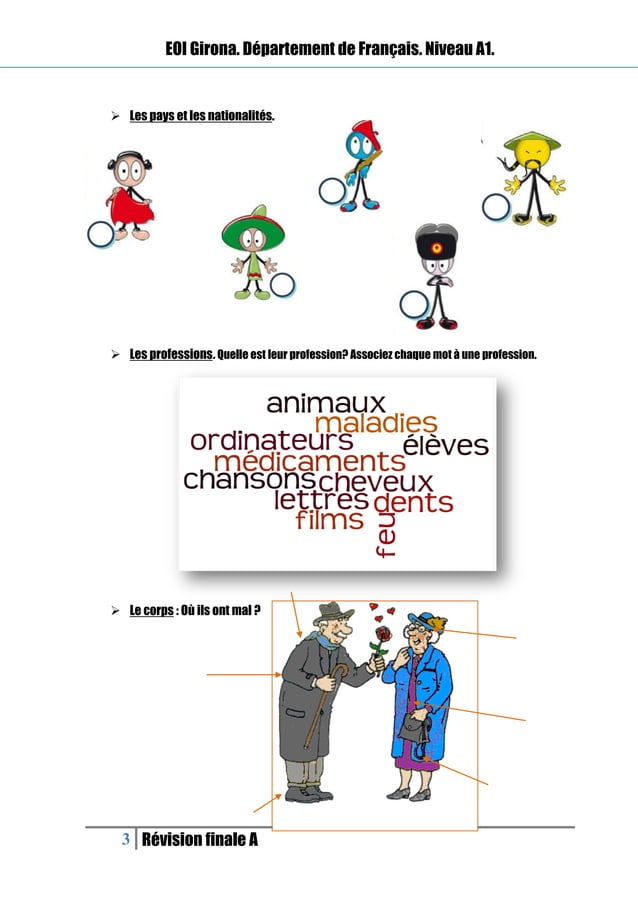 EOI Girona. Département de Français. Niveau A1.
➢ Les pays et les nationalités.
➢ Les professions. Quelle est leur profession? Associez chaque mot à une profession.
animaux
maladies
ordinateurs
élèves
médicaments
chansons cheveux
lettres dents
films
feu
➢ Le corps : Où ils ont mal ?
3 Révision finale A